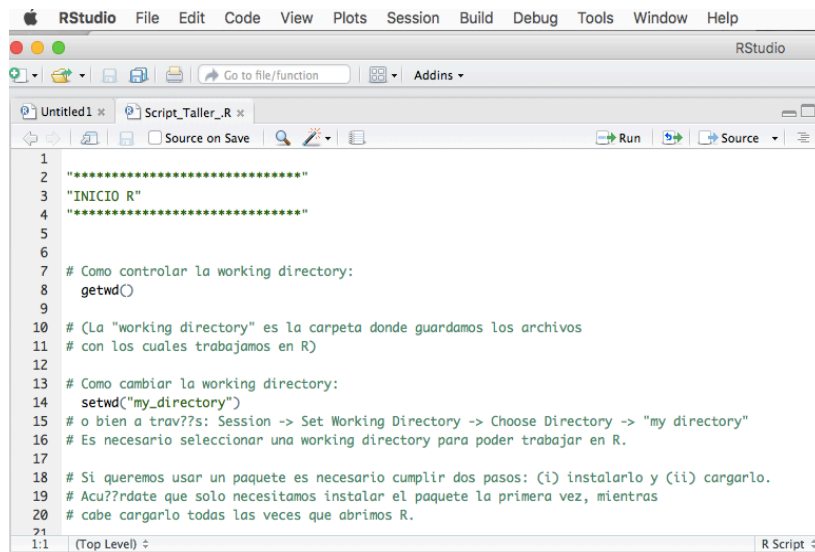 RStudio File Edit Code View Plots Session Build Debug Tools Window Help
RStudio
Go to file/function Addins
Untitled1 × Script_Taller_.R ×
Source on Save Run Source
1
2 "******************************"
3 "INICIO R"
4 "******************************"
5
6
7 # Como controlar la working directory:
8 getwd()
9
10 # (La "working directory" es la carpeta donde guardamos los archivos
11 # con los cuales trabajamos en R)
12
13 # Como cambiar la working directory:
14 setwd("my_directory")
15 # o bien a trav??s: Session -> Set Working Directory -> Choose Directory -> "my directory"
16 # Es necesario seleccionar una working directory para poder trabajar en R.
17
18 # Si queremos usar un paquete es necesario cumplir dos pasos: (i) instalarlo y (ii) cargarlo.
19 # Acu??rdate que solo necesitamos instalar el paquete la primera vez, mientras
20 # cabe cargarlo todas las veces que abrimos R.
21
1:1 (Top Level) R Script